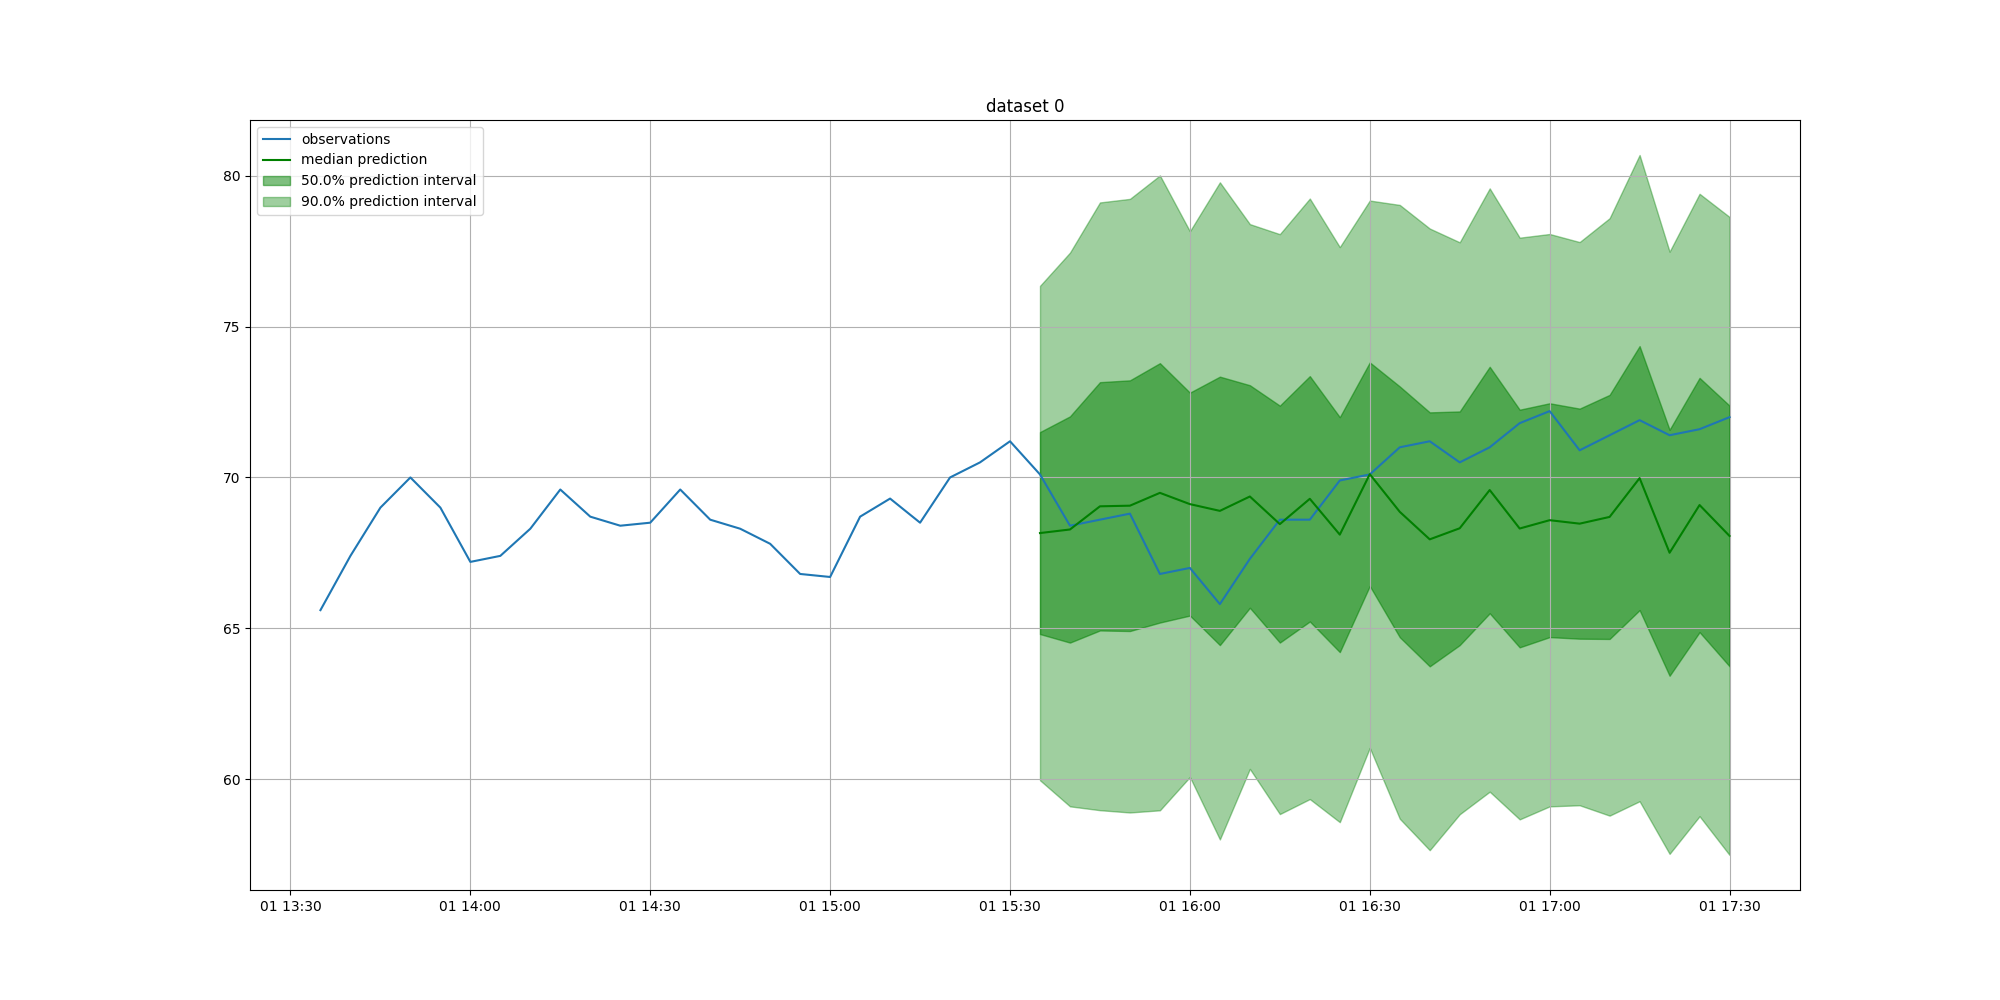 dataset 0
observations
median prediction
50.0% prediction interval
90.0% prediction interval
80
75
70
65
60
01 13:30 01 14:00 01 14:30 01 15:00 01 15:30 01 16:00 01 16:30 01 17:00 01 17:30